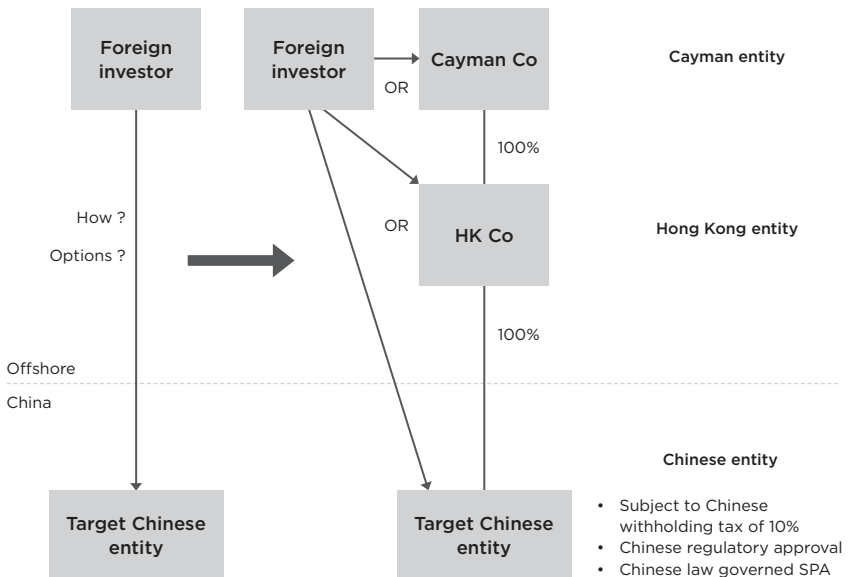 Foreign
investor
Foreign
investor
Cayman Co
Cayman entity
OR
100%
How ?
OR
HK Co
Hong Kong entity
Options ?
100%
Offshore
China
Chinese entity
Target Chinese
entity
Target Chinese
entity
• Subject to Chinese
withholding tax of 10%
• Chinese regulatory approval
• Chinese law governed SPA